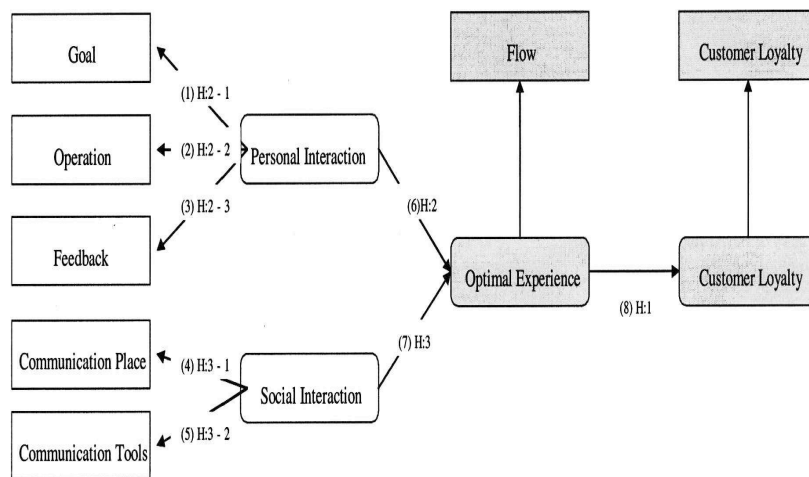 Goal
Flow
Customer Loyalty
(1) H:2 - 1
Operation
(2) H:2 - 2
Personal Interaction
(3) H:2 - 3
(6)H:2
Feedback
Optimal Experience
Customer Loyalty
(8) H:1
Communication Place
(4) H:3 - 1
(7) H:3
Social Interaction
(5) H:3 - 2
Communication Tools